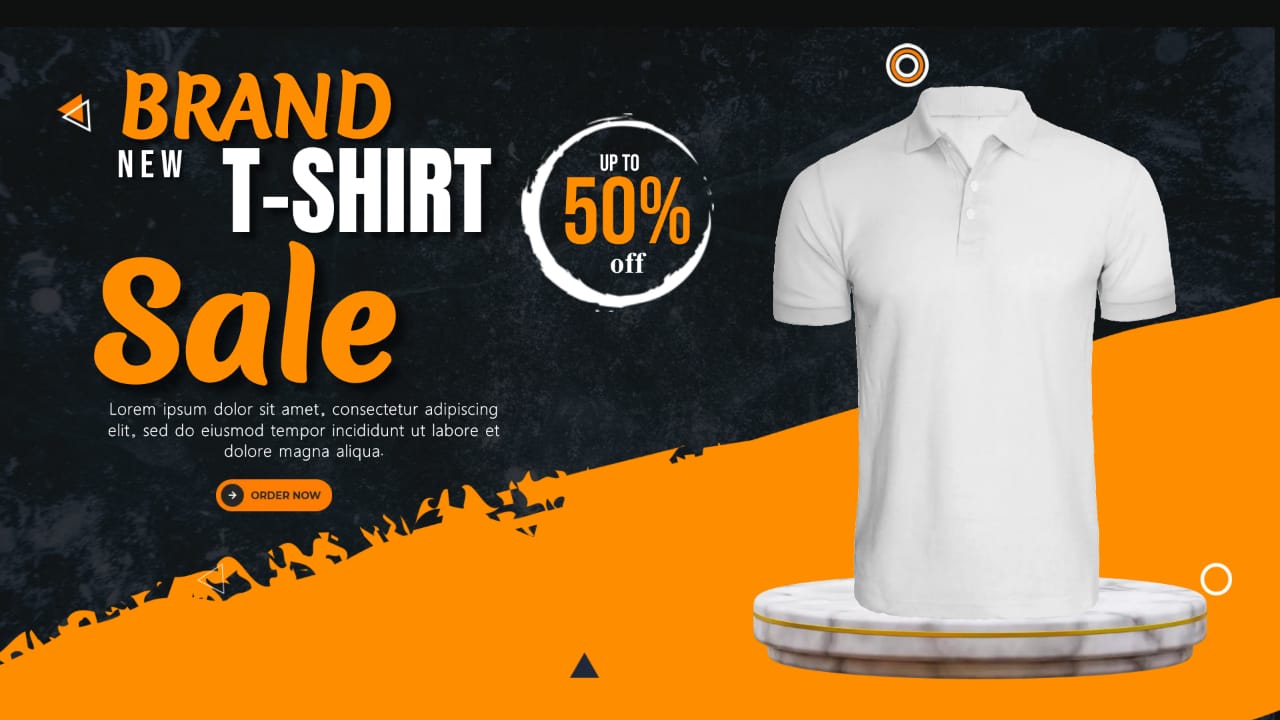 BRAND
NEW
T-SHIRT
Sale
Lorem ipsum dolor sit amet, consectetur adipiscing
elit, sed do eiusmod tempor incididunt ut labore et
dolore magna aliqua.
ORDER NOW
UP TO
50%
off